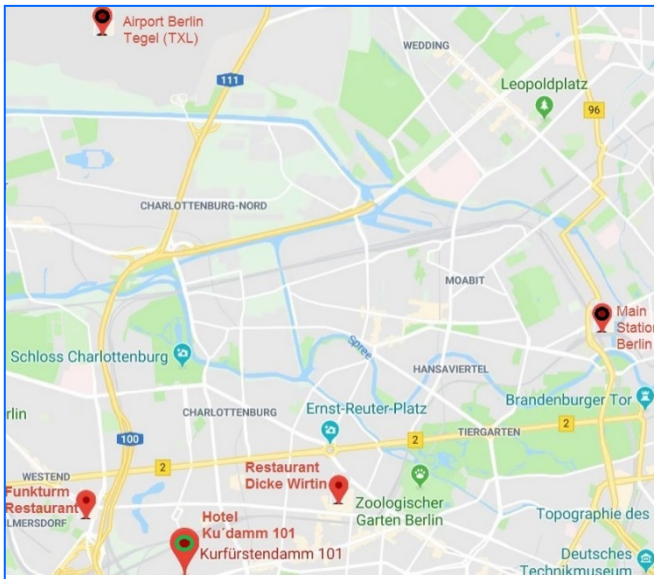 Airport Berlin
Tegel (TXL)
WEDDING
Leopoldplatz
111
96
CHARLOTTENBURG-NORD
MOABIT
Main
Station
Berlin
Spree
Schloss Charlottenburg
HANSAVIERTEL
Brandenburger Tor
rlin
CHARLOTTENBURG
Ernst-Reuter-Platz
2
100
2
TIERGARTEN
WESTEND
2
Restaurant
Dicke Wirtin
Funkturm
Restaurant
LMERSDORF
Zoologischer
Garten Berlin
Hotel
Ku´damm 101
Kurfürstendamm 101
Topographie des
Deutsches
Technikmuseum